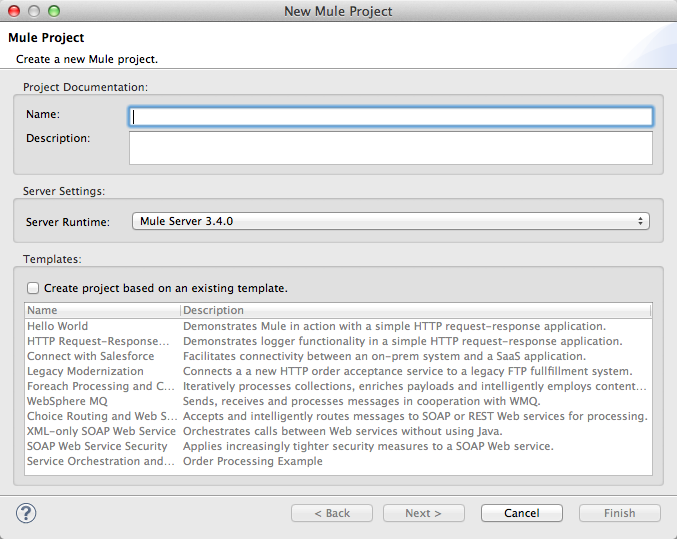 New Mule Project
Mule Project
Create a new Mule project.
Project Documentation:
Name:
Description:
Server Settings:
Server Runtime: Mule Server 3.4.0
Templates:
Create project based on an existing template.
Name Description
Hello World Demonstrates Mule in action with a simple HTTP request-response application.
HTTP Request-Response... Demonstrates logger functionality in a simple HTTP request-response application.
Connect with Salesforce Facilitates connectivity between an on-prem system and a SaaS application.
Legacy Modernization Connects a a new HTTP order acceptance service to a legacy FTP fullfillment system.
Foreach Processing and C... Iteratively processes collections, enriches payloads and intelligently employs content...
WebSphere MQ Sends, receives and processes messages in cooperation with WMQ.
Choice Routing and Web S... Accepts and intelligently routes messages to SOAP or REST Web services for processing.
XML-only SOAP Web Service Orchestrates calls between Web services without using Java.
SOAP Web Service Security Applies increasingly tighter security measures to a SOAP Web service.
Service Orchestration and... Order Processing Example
? < Back Next > Cancel Finish